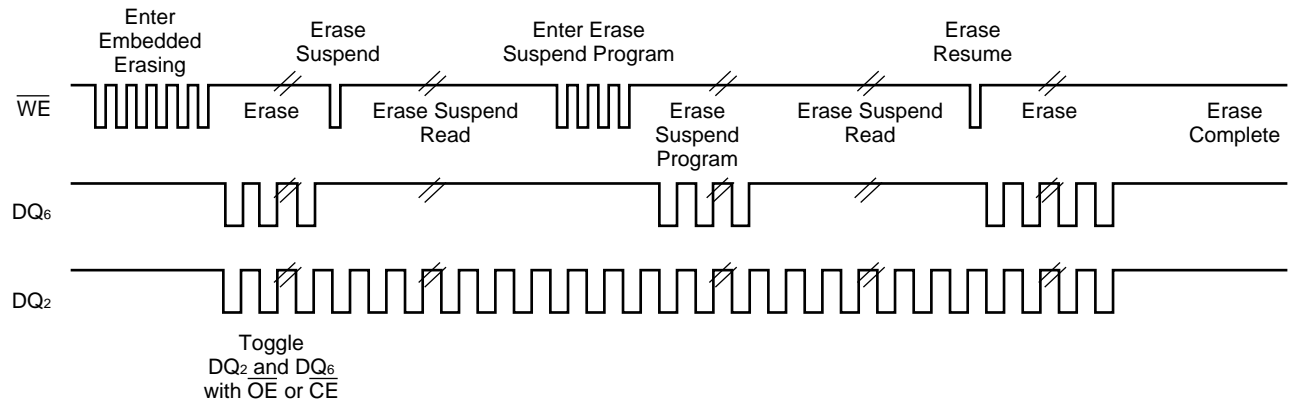 Enter
Embedded
Erasing
Erase
Suspend
Enter Erase
Suspend Program
Erase
Resume
WE
Erase
Erase Suspend
Read
Erase
Suspend
Program
Erase Suspend
Read
Erase
Erase
Complete
DQ6
DQ2
Toggle
DQ2 and DQ6
with OE or CE